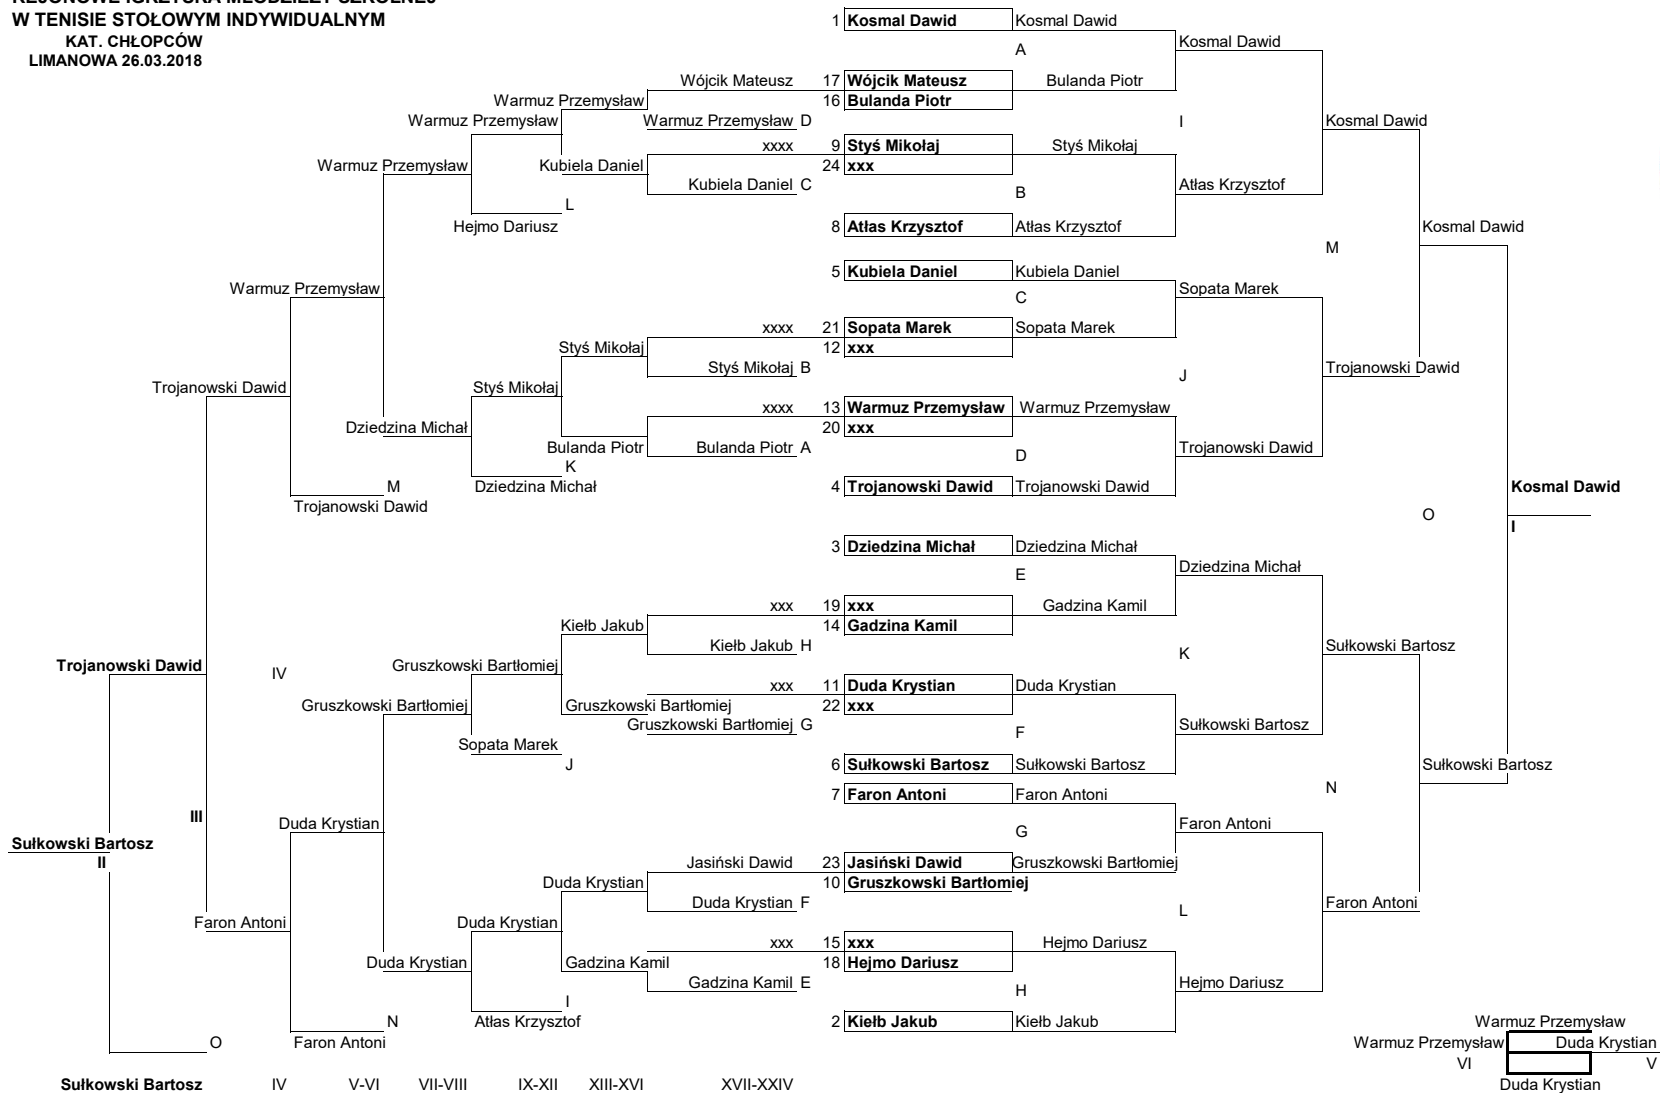 REJONOWE IGRZYSKA MŁODZIEŻY SZKOLNEJ
W TENISIE STOŁOWYM INDYWIDUALNYM
KAT. CHŁOPCÓW
LIMANOWA 26.03.2018
1 Kosmal Dawid Kosmal Dawid
Kosmal Dawid
A
Wójcik Mateusz 17 Wójcik Mateusz Bulanda Piotr
Warmuz Przemysław 16 Bulanda Piotr
Warmuz Przemysław Warmuz Przemysław D I Kosmal Dawid
xxxx 9 Styś Mikołaj Styś Mikołaj
Warmuz Przemysław Kubiela Daniel 24 xxx
Kubiela Daniel C B Atłas Krzysztof
L
Hejmo Dariusz 8 Atłas Krzysztof Atłas Krzysztof Kosmal Dawid
M
5 Kubiela Daniel Kubiela Daniel
Warmuz Przemysław Sopata Marek
C
xxxx 21 Sopata Marek Sopata Marek
Styś Mikołaj 12 xxx
Styś Mikołaj B Trojanowski Dawid
J
Trojanowski Dawid Styś Mikołaj
xxxx 13 Warmuz Przemysław Warmuz Przemysław
Dziedzina Michał 20 xxx
Bulanda Piotr Bulanda Piotr A Trojanowski Dawid
D
K
M Dziedzina Michał 4 Trojanowski Dawid Trojanowski Dawid Kosmal Dawid
Trojanowski Dawid
O
I
3 Dziedzina Michał Dziedzina Michał
Dziedzina Michał
E
xxx 19 xxx Gadzina Kamil
Kiełb Jakub 14 Gadzina Kamil
Kiełb Jakub H Sułkowski Bartosz
K
Trojanowski Dawid IV Gruszkowski Bartłomiej
xxx 11 Duda Krystian Duda Krystian
Gruszkowski Bartłomiej Gruszkowski Bartłomiej 22 xxx
Gruszkowski Bartłomiej G Sułkowski Bartosz
F
Sopata Marek
J 6 Sułkowski Bartosz Sułkowski Bartosz Sułkowski Bartosz
N
7 Faron Antoni Faron Antoni
III Duda Krystian Faron Antoni
G
Sułkowski Bartosz
II Jasiński Dawid 23 Jasiński Dawid Gruszkowski Bartłomiej
Duda Krystian 10 Gruszkowski Bartłomiej
Duda Krystian F Faron Antoni
L
Faron Antoni Duda Krystian
xxx 15 xxx Hejmo Dariusz
Duda Krystian Gadzina Kamil 18 Hejmo Dariusz
Gadzina Kamil E Hejmo Dariusz
H
I
N Atłas Krzysztof 2 Kiełb Jakub Kiełb Jakub Warmuz Przemysław
O Faron Antoni Warmuz Przemysław Duda Krystian
VI V
Sułkowski Bartosz IV V-VI VII-VIII IX-XII XIII-XVI XVII-XXIV Duda Krystian